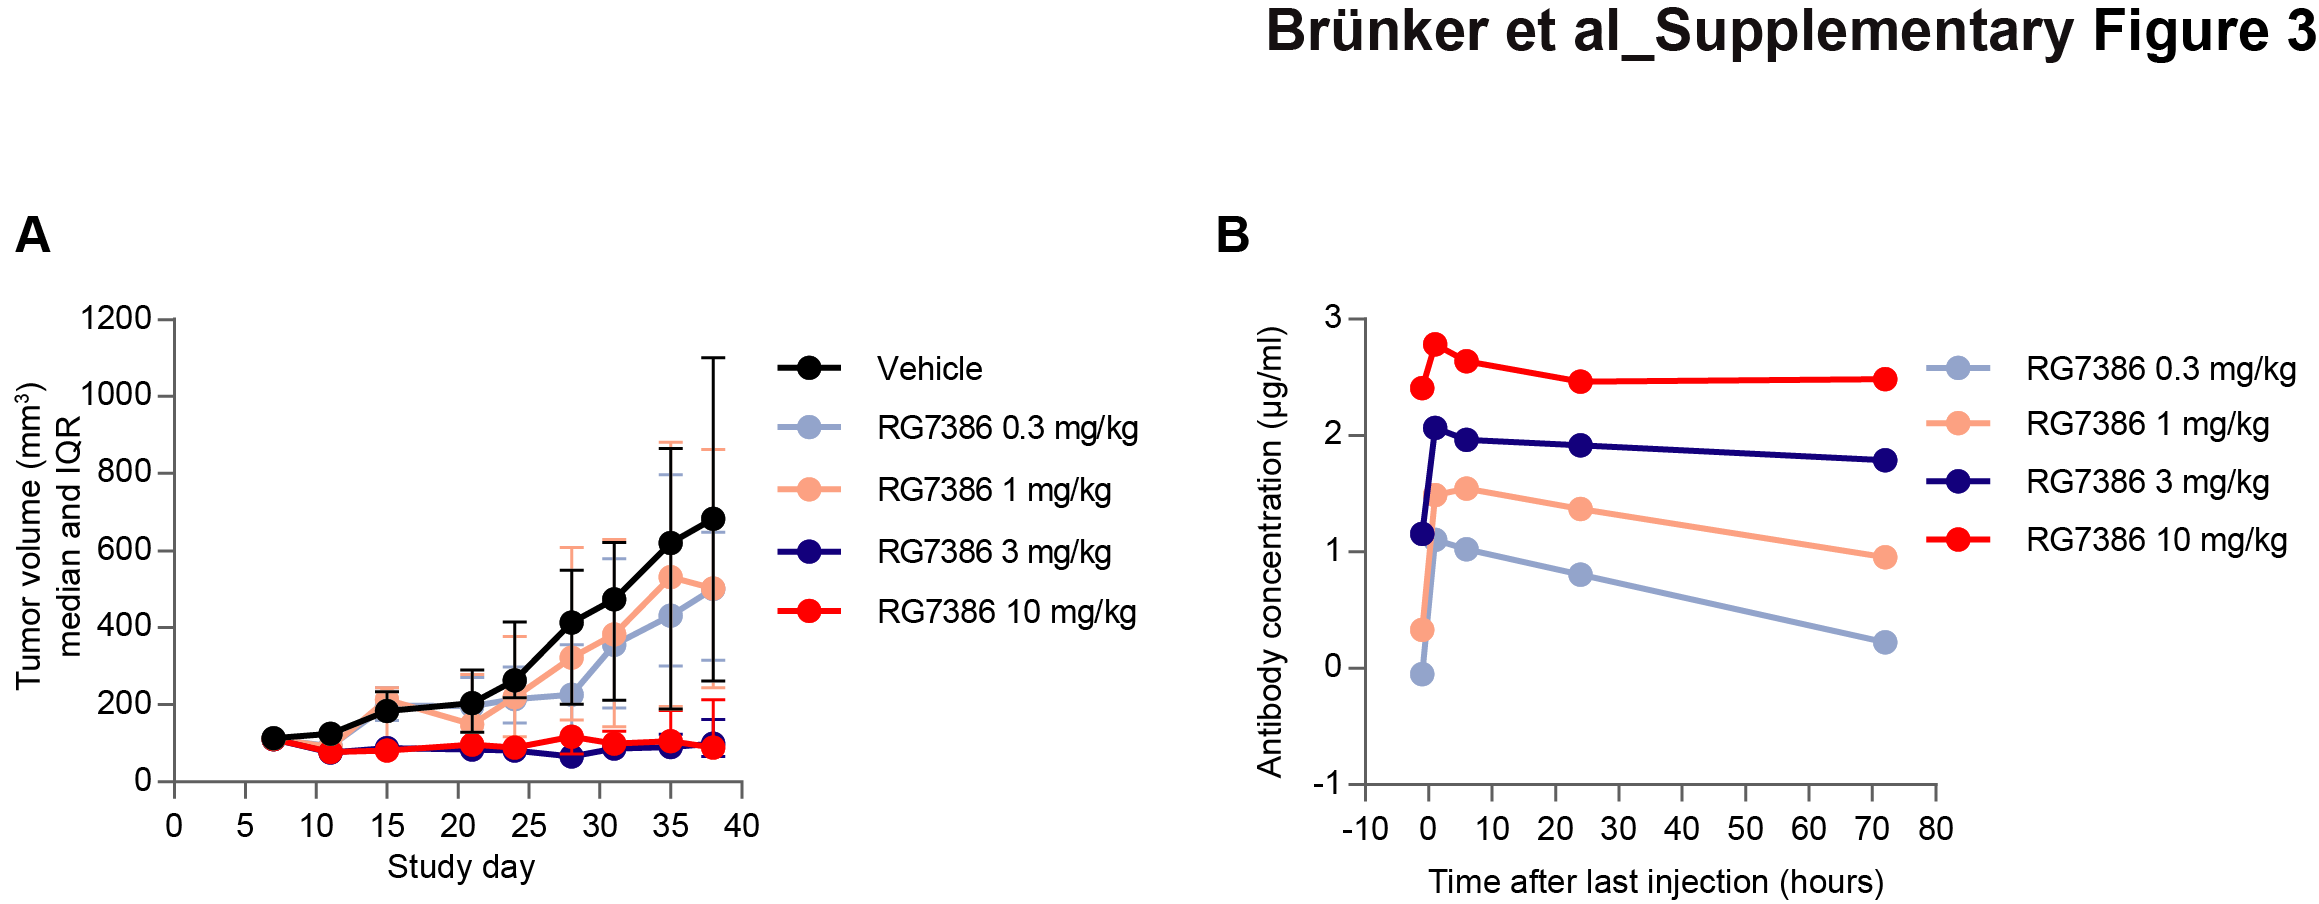 Brünker et al_Supplementary Figure 3
A
Tumor volume (mm³)
median and IQR
1200
1000
800
600
400
200
0
0 5 10 15 20 25 30 35 40
Study day
Vehicle
RG7386 0.3 mg/kg
RG7386 1 mg/kg
RG7386 3 mg/kg
RG7386 10 mg/kg
B
Antibody concentration (µg/ml)
3
2
1
0
-1
-10 0 10 20 30 40 50 60 70 80
Time after last injection (hours)
RG7386 0.3 mg/kg
RG7386 1 mg/kg
RG7386 3 mg/kg
RG7386 10 mg/kg